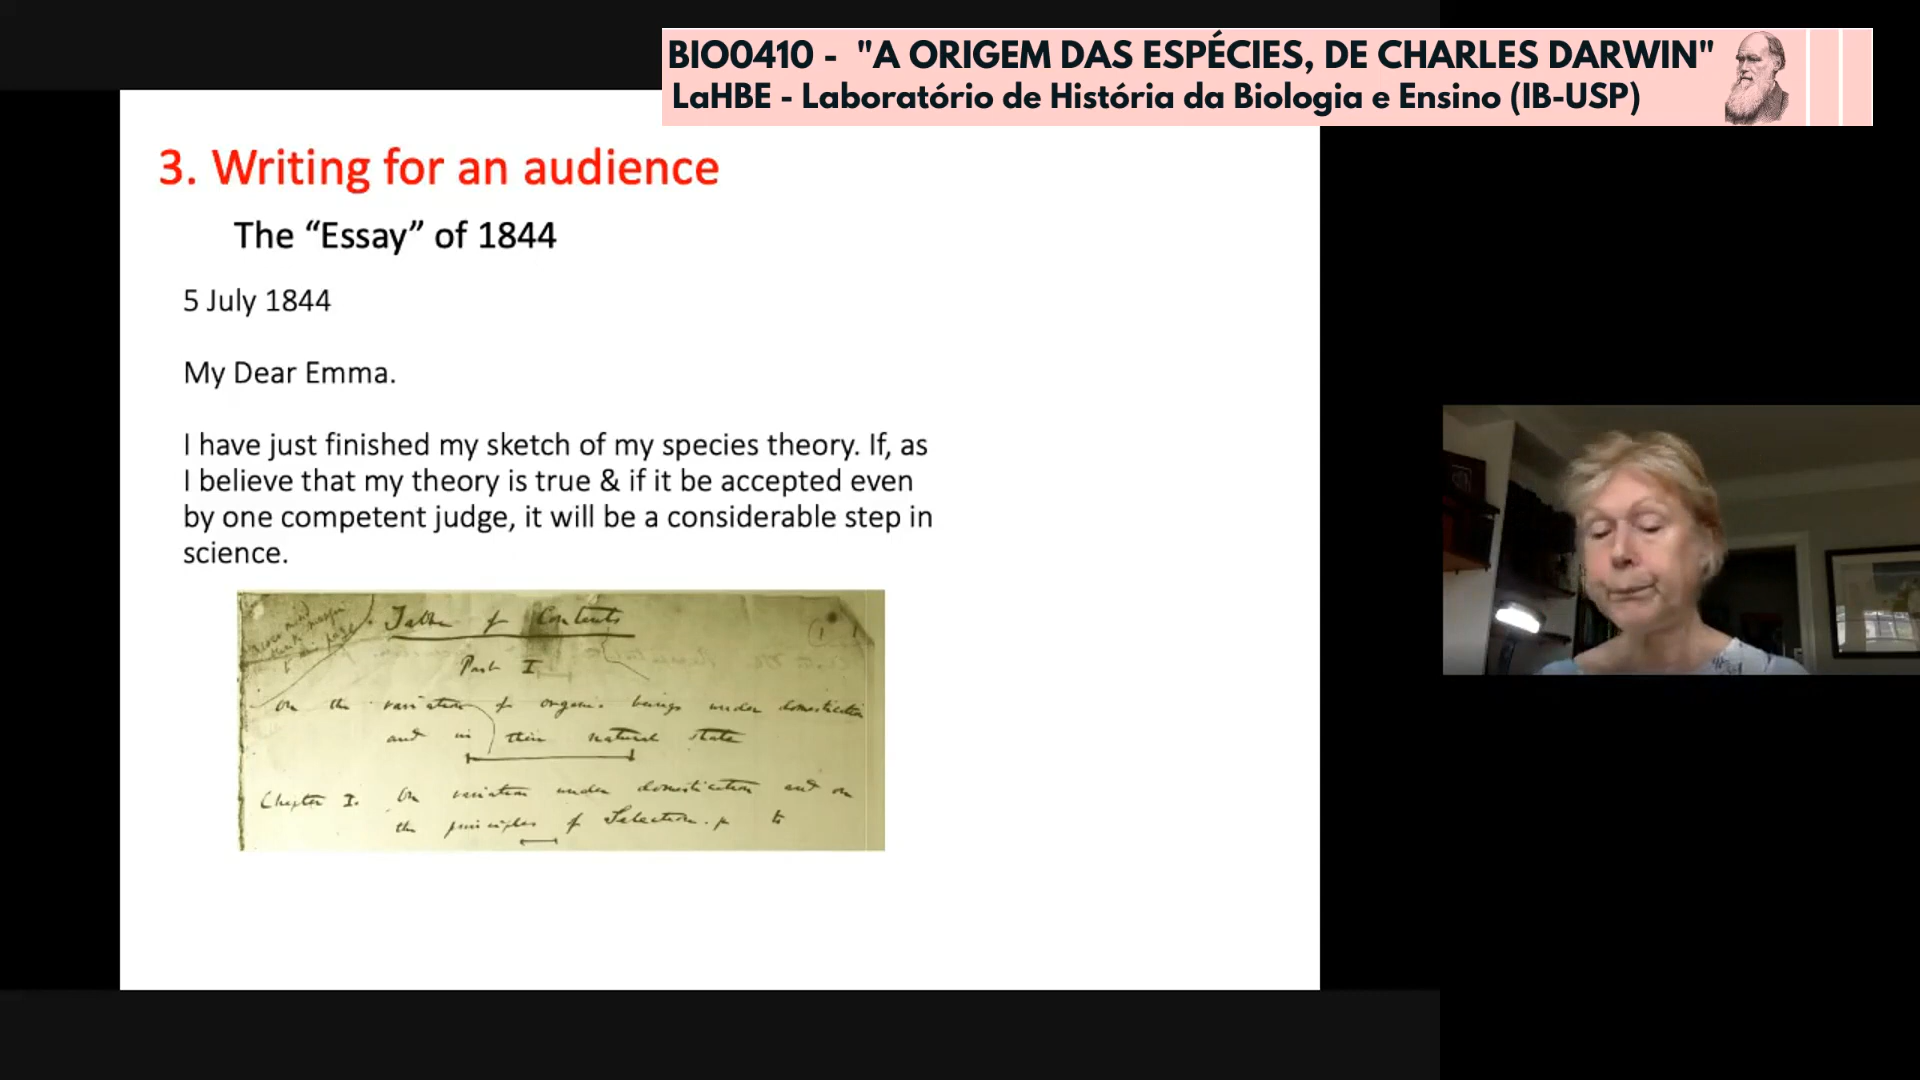 BIO0410 - "A ORIGEM DAS ESPÉCIES, DE CHARLES DARWIN"
LaHBE - Laboratório de História da Biologia e Ensino (IB-USP)
3. Writing for an audience
The “Essay” of 1844
5 July 1844
My Dear Emma.
I have just finished my sketch of my species theory. If, as
I believe that my theory is true & if it be accepted even
by one competent judge, it will be a considerable step in
science.
Table of Contents
Part I
On the variation of organic beings under domestication
and in their natural state
Chapter I. On variation under domestication and on
the principles of Selection.